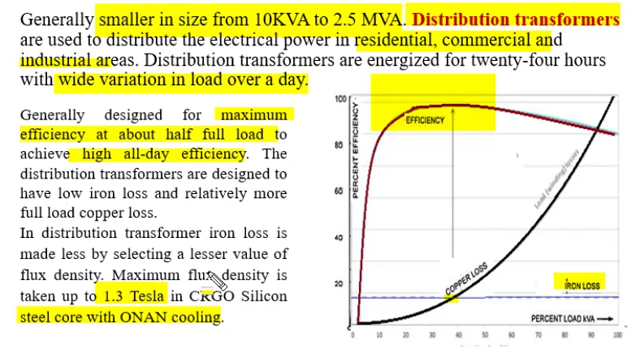 Generally smaller in size from 10KVA to 2.5 MVA. Distribution transformers
are used to distribute the electrical power in residential, commercial and
industrial areas. Distribution transformers are energized for twenty-four hours
with wide variation in load over a day.
Generally designed for maximum
efficiency at about half full load to
achieve high all-day efficiency. The
distribution transformers are designed to
have low iron loss and relatively more
full load copper loss.
In distribution transformer iron loss is
made less by selecting a lesser value of
flux density. Maximum flux density is
taken up to 1.3 Tesla in CRGO Silicon
steel core with ONAN cooling.
PERCENT EFFICIENCY
100
80
60
40
20
EFFICIENCY
Load (winding) losses
COPPER LOSS
IRON LOSS
PERCENT LOAD kVA
0 10 20 30 40 50 60 70 80 90 100